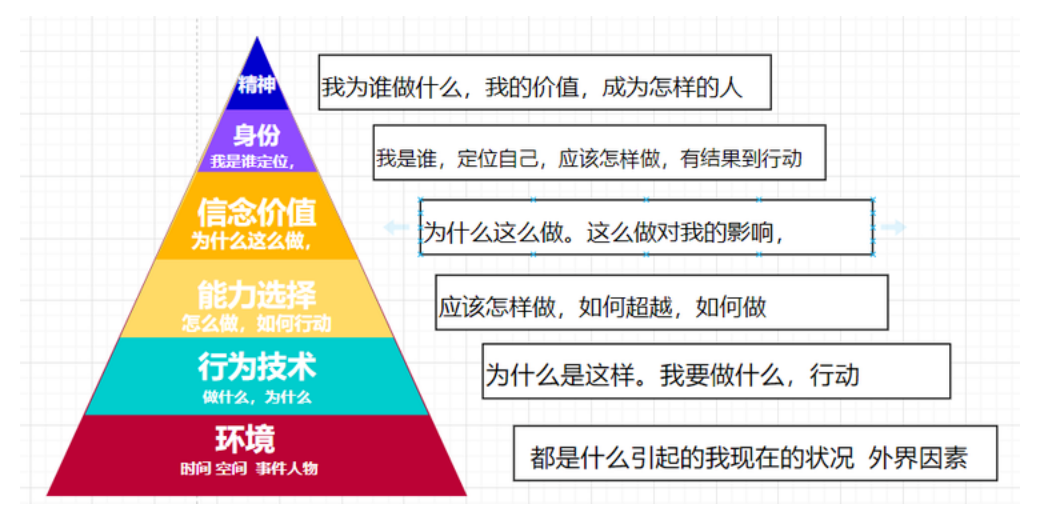 精神
我为谁做什么，我的价值，成为怎样的人
身份
我是谁定位，
我是谁，定位自己，应该怎样做，有结果到行动
信念价值
为什么这么做，
为什么这么做。这么做对我的影响，
能力选择
怎么做，如何行动
应该怎样做，如何超越，如何做
行为技术
做什么，为什么
为什么是这样。我要做什么，行动
环境
时间 空间 事件人物
都是什么引起的我现在的状况 外界因素